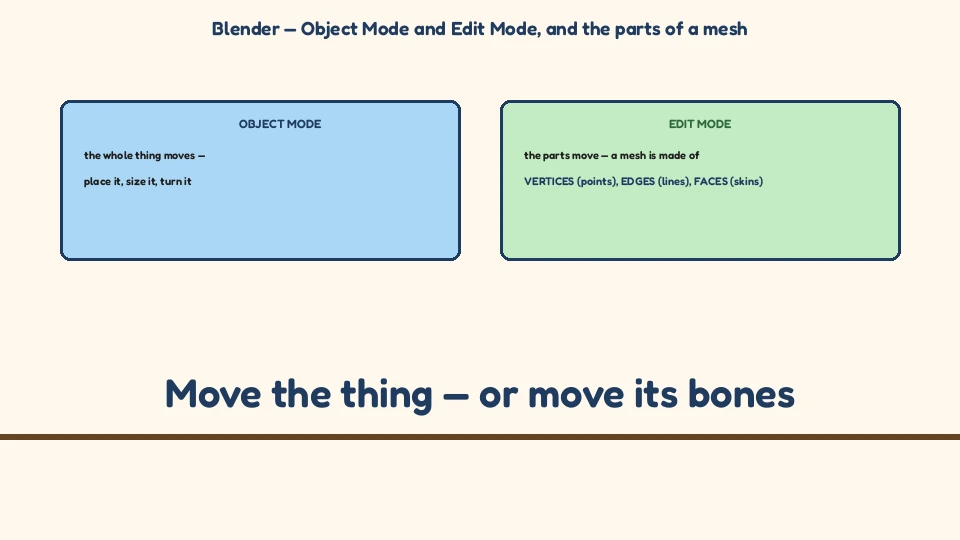 Blender — Object Mode and Edit Mode, and the parts of a mesh
OBJECT MODE
the whole thing moves —
place it, size it, turn it
EDIT MODE
the parts move — a mesh is made of
VERTICES (points), EDGES (lines), FACES (skins)
Move the thing — or move its bones